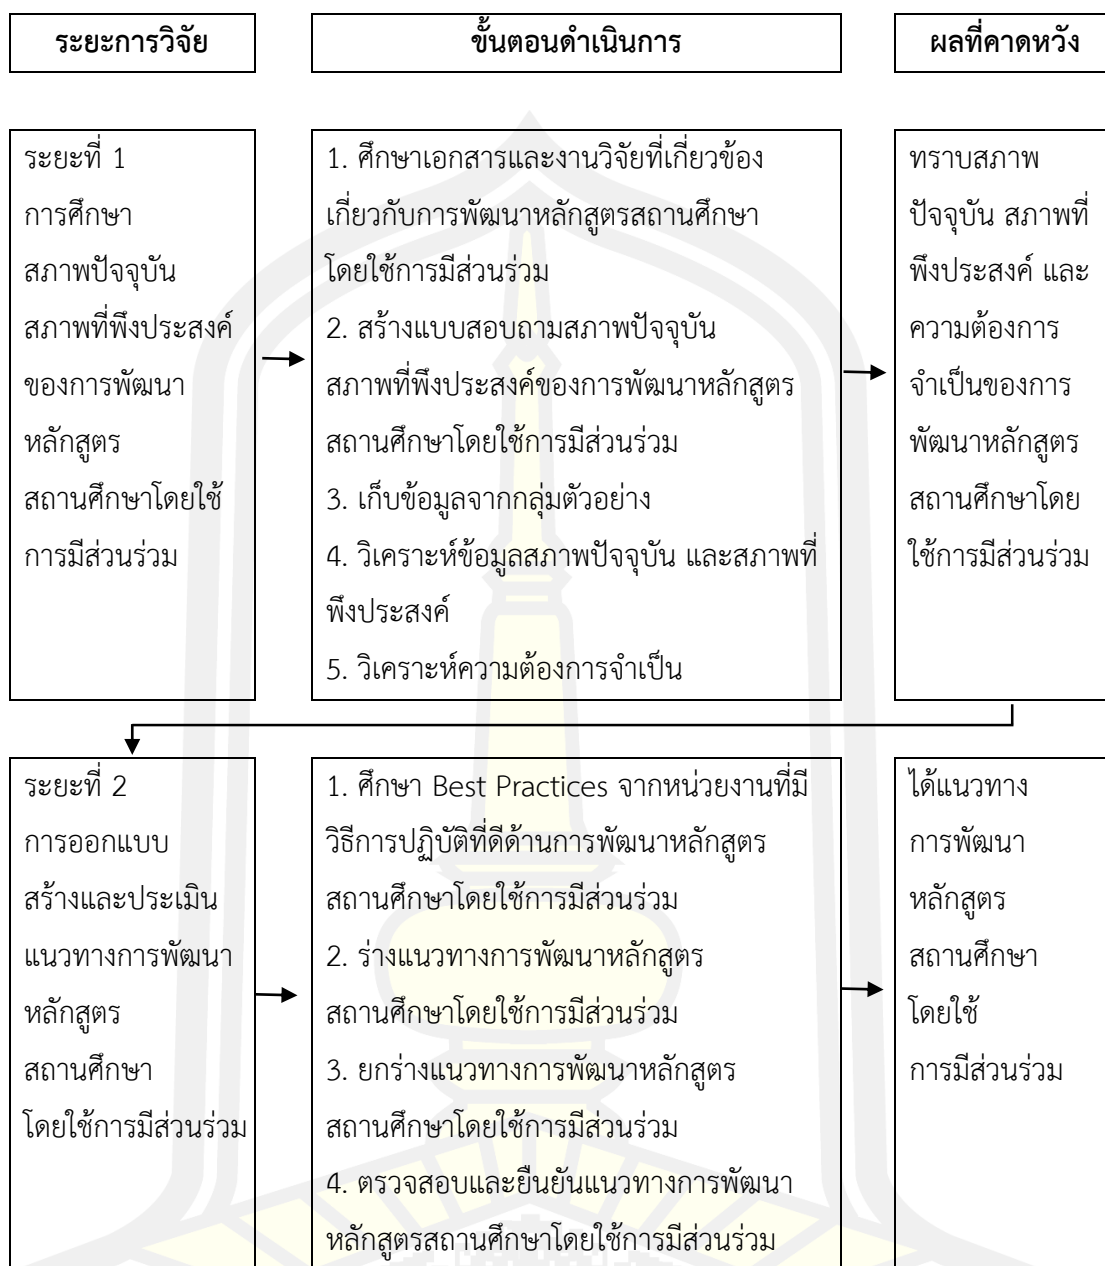 ระยะการวิจัย
ขั้นตอนดำเนินการ
ผลที่คาดหวัง
ระยะที่ 1
การศึกษา
สภาพปัจจุบัน
สภาพที่พึงประสงค์
ของการพัฒนา
หลักสูตร
สถานศึกษาโดยใช้
การมีส่วนร่วม
1. ศึกษาเอกสารและงานวิจัยที่เกี่ยวข้อง
เกี่ยวกับการพัฒนาหลักสูตรสถานศึกษา
โดยใช้การมีส่วนร่วม
2. สร้างแบบสอบถามสภาพปัจจุบัน
สภาพที่พึงประสงค์ของการพัฒนาหลักสูตร
สถานศึกษาโดยใช้การมีส่วนร่วม
3. เก็บข้อมูลจากกลุ่มตัวอย่าง
4. วิเคราะห์ข้อมูลสภาพปัจจุบัน และสภาพที่
พึงประสงค์
5. วิเคราะห์ความต้องการจำเป็น
ทราบสภาพ
ปัจจุบัน สภาพที่
พึงประสงค์ และ
ความต้องการ
จำเป็นของการ
พัฒนาหลักสูตร
สถานศึกษาโดย
ใช้การมีส่วนร่วม
ระยะที่ 2
การออกแบบ
สร้างและประเมิน
แนวทางการพัฒนา
หลักสูตร
สถานศึกษา
โดยใช้การมีส่วนร่วม
1. ศึกษา Best Practices จากหน่วยงานที่มี
วิธีการปฏิบัติที่ดีด้านการพัฒนาหลักสูตร
สถานศึกษาโดยใช้การมีส่วนร่วม
2. ร่างแนวทางการพัฒนาหลักสูตร
สถานศึกษาโดยใช้การมีส่วนร่วม
3. ยกร่างแนวทางการพัฒนาหลักสูตร
สถานศึกษาโดยใช้การมีส่วนร่วม
4. ตรวจสอบและยืนยันแนวทางการพัฒนา
หลักสูตรสถานศึกษาโดยใช้การมีส่วนร่วม
ได้แนวทาง
การพัฒนา
หลักสูตร
สถานศึกษา
โดยใช้
การมีส่วนร่วม